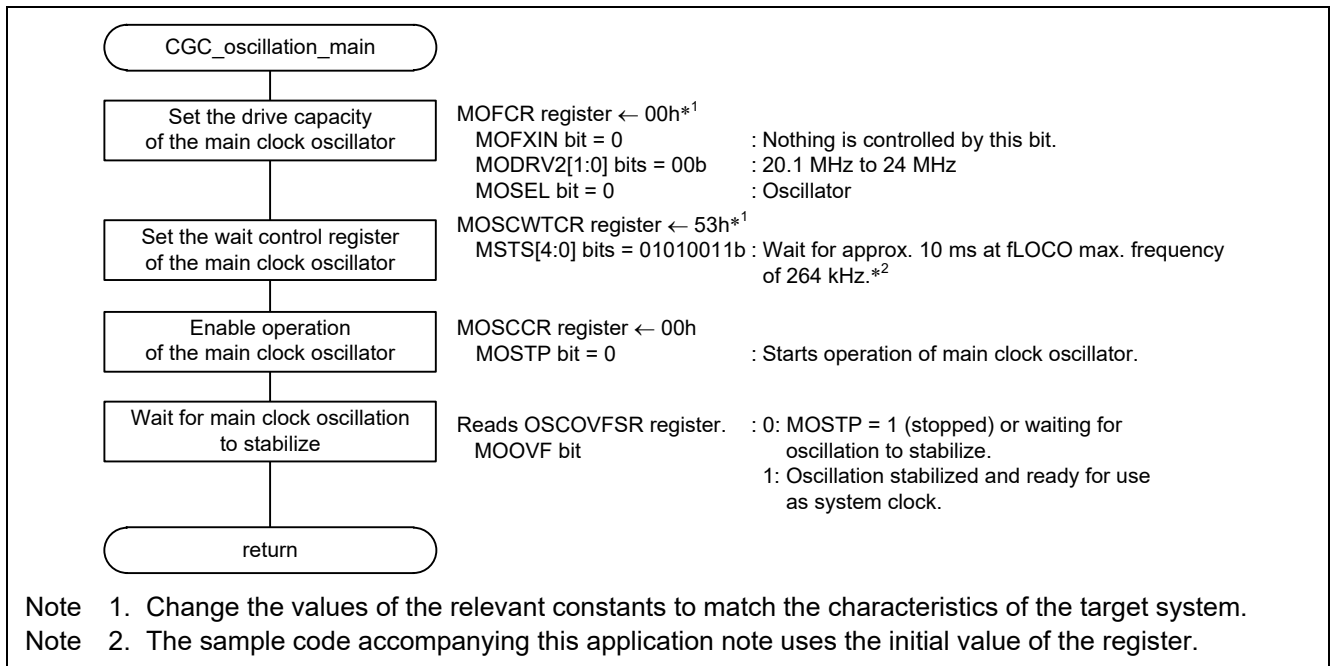 CGC_oscillation_main
Set the drive capacity
of the main clock oscillator
MOFCR register ← 00h*1
MOFXIN bit = 0 : Nothing is controlled by this bit.
MODRV2[1:0] bits = 00b : 20.1 MHz to 24 MHz
MOSEL bit = 0 : Oscillator
Set the wait control register
of the main clock oscillator
MOSCWTCR register ← 53h*1
MSTS[4:0] bits = 01010011b : Wait for approx. 10 ms at fLOCO max. frequency
of 264 kHz.*2
Enable operation
of the main clock oscillator
MOSCCR register ← 00h
MOSTP bit = 0 : Starts operation of main clock oscillator.
Wait for main clock oscillation
to stabilize
Reads OSCOVFSR register. : 0: MOSTP = 1 (stopped) or waiting for
MOOVF bit oscillation to stabilize.
1: Oscillation stabilized and ready for use
as system clock.
return
Note 1. Change the values of the relevant constants to match the characteristics of the target system.
Note 2. The sample code accompanying this application note uses the initial value of the register.